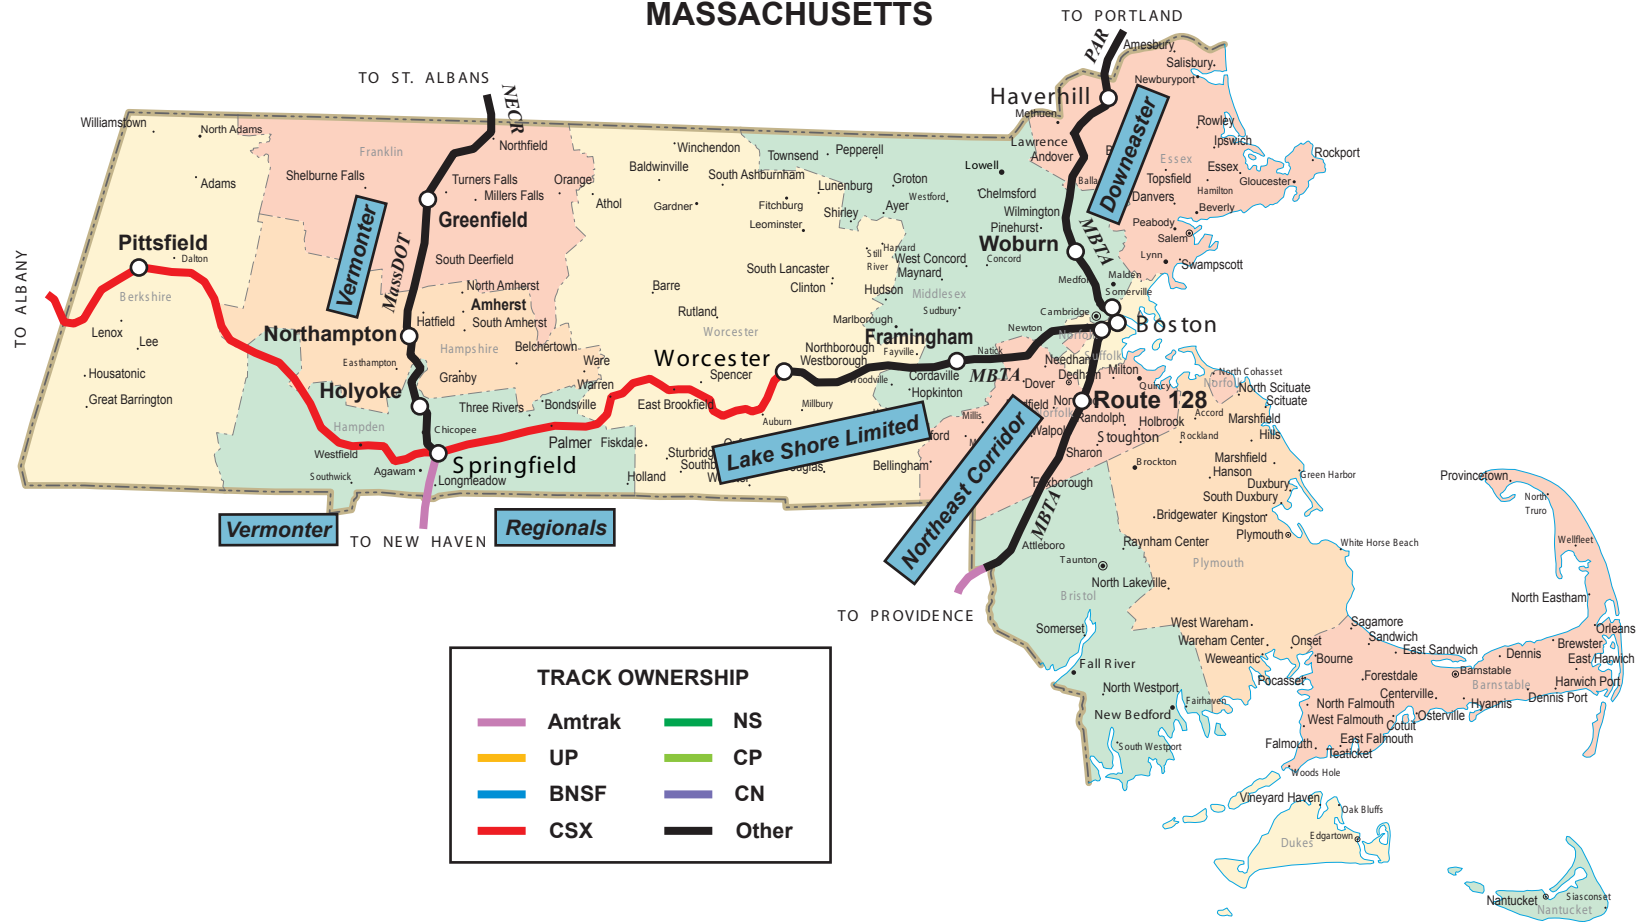 MASSACHUSETTS
TO PORTLAND
PAR
Amesbury
Salisbury
Newburyport
TO ST. ALBANS
NECR
Haverhill
Methuen
Downeaster
Rowley
Ipswich
Rockport
Williamstown
North Adams
Franklin
Northfield
Winchendon
Townsend
Pepperell
Lawrence
Andover
Essex
Essex
Topsfield
Hamilton
Gloucester
Adams
Shelburne Falls
Turners Falls
Millers Falls
Orange
Athol
Baldwinville
South Ashburnham
Gardner
Fitchburg
Leominster
Lunenburg
Shirley
Groton
Ayer
Westford
Lowell
Chelmsford
Wilmington
Pinehurst
Danvers
Beverly
Peabody
Salem
Lynn
Swampscott
Greenfield
Vermonter
MassDOT
Woburn
MBTA
Malden
Somerville
Cambridge
Pittsfield
Dalton
Berkshire
TO ALBANY
Lenox
Lee
Housatonic
Great Barrington
South Deerfield
North Amherst
Amherst
South Amherst
Hatfield
Northampton
Hampshire
Easthampton
Belchertown
Granby
Ware
Warren
Holyoke
Three Rivers
Bondsville
Barre
Rutland
Worcester
South Lancaster
Clinton
Still River
Harvard
West Concord
Concord
Maynard
Hudson
Middlesex
Sudbury
Marlborough
Framingham
Fayville
Northborough
Westborough
Woodville
Cordaville
Hopkinton
Natick
MBTA
Newton
Boston
Suffolk
Needham
Dedham
Milton
Dover
Quincy
Worcester
Spencer
East Brookfield
Millbury
Auburn
Hampden
Chicopee
Westfield
Southwick
Agawam
Springfield
Longmeadow
Palmer
Fiskdale
Holland
Lake Shore Limited
Bellingham
Millis
Northeast Corridor
Route 128
Randolph
Holbrook
Stoughton
Sharon
Foxborough
MBTA
North Cohasset
Norfolk
North Scituate
Scituate
Accord
Rockland
Marshfield
Hills
Brockton
Marshfield
Hanson
Green Harbor
Duxbury
South Duxbury
Bridgewater
Kingston
Plymouth
White Horse Beach
Plymouth
Attleboro
Raynham Center
Taunton
North Lakeville
Bristol
Vermonter
TO NEW HAVEN
Regionals
TO PROVIDENCE
Somerset
Fall River
North Westport
New Bedford
Fairhaven
South Westport
West Wareham
Wareham Center
Weweantic
Onset
Bourne
Pocasset
Sagamore
Sandwich
East Sandwich
Forestdale
Barnstable
Barnstable
Dennis
Brewster
Orleans
East Harwich
Harwich Port
Dennis Port
Hyannis
Centerville
Osterville
Cotuit
North Falmouth
West Falmouth
East Falmouth
Falmouth
Teaticket
Woods Hole
Provincetown
North
Truro
Wellfleet
North Eastham
Vineyard Haven
Oak Bluffs
Edgartown
Dukes
Nantucket
Siasconset
Nantucket
TRACK OWNERSHIP
Amtrak
NS
UP
CP
BNSF
CN
CSX
Other